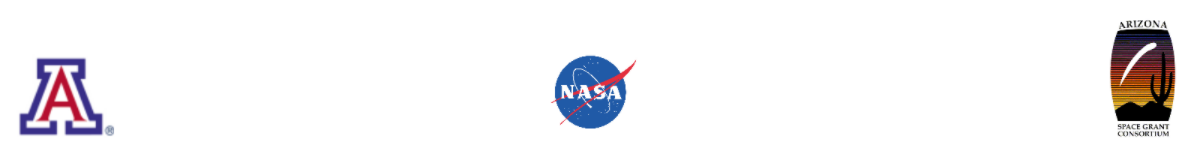 A®
NASA
ARIZONA
SPACE GRANT
CONSORTIUM